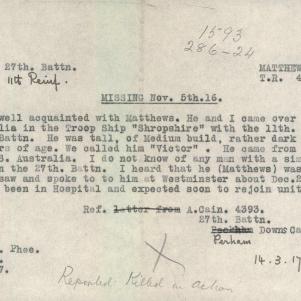 1593
286-24
27th. Battn.
11th Reinf.
MATTHEW
T.R. 4
MISSING Nov. 5th.16.
well acquainted with Matthews. He and I came over
lia in the Troop Ship "Shropshire" with the 11th.
Battn. He was tall, of Medium build, rather dark
rs of age. We called him "Victor" . He came from
S. Australia. I do not know of any man with a sim
n the 27th. Battn. I heard that he (Matthews) was
saw and spoke to to him at Westminster about Dec.2
been in Hospital and expected soon to rejoin unit
Ref. letter from A.Cain. 4393.
27th. Battn.
Downs Ca
Perham
. Phee.
7.
14.3.17
Reported: Killed in action